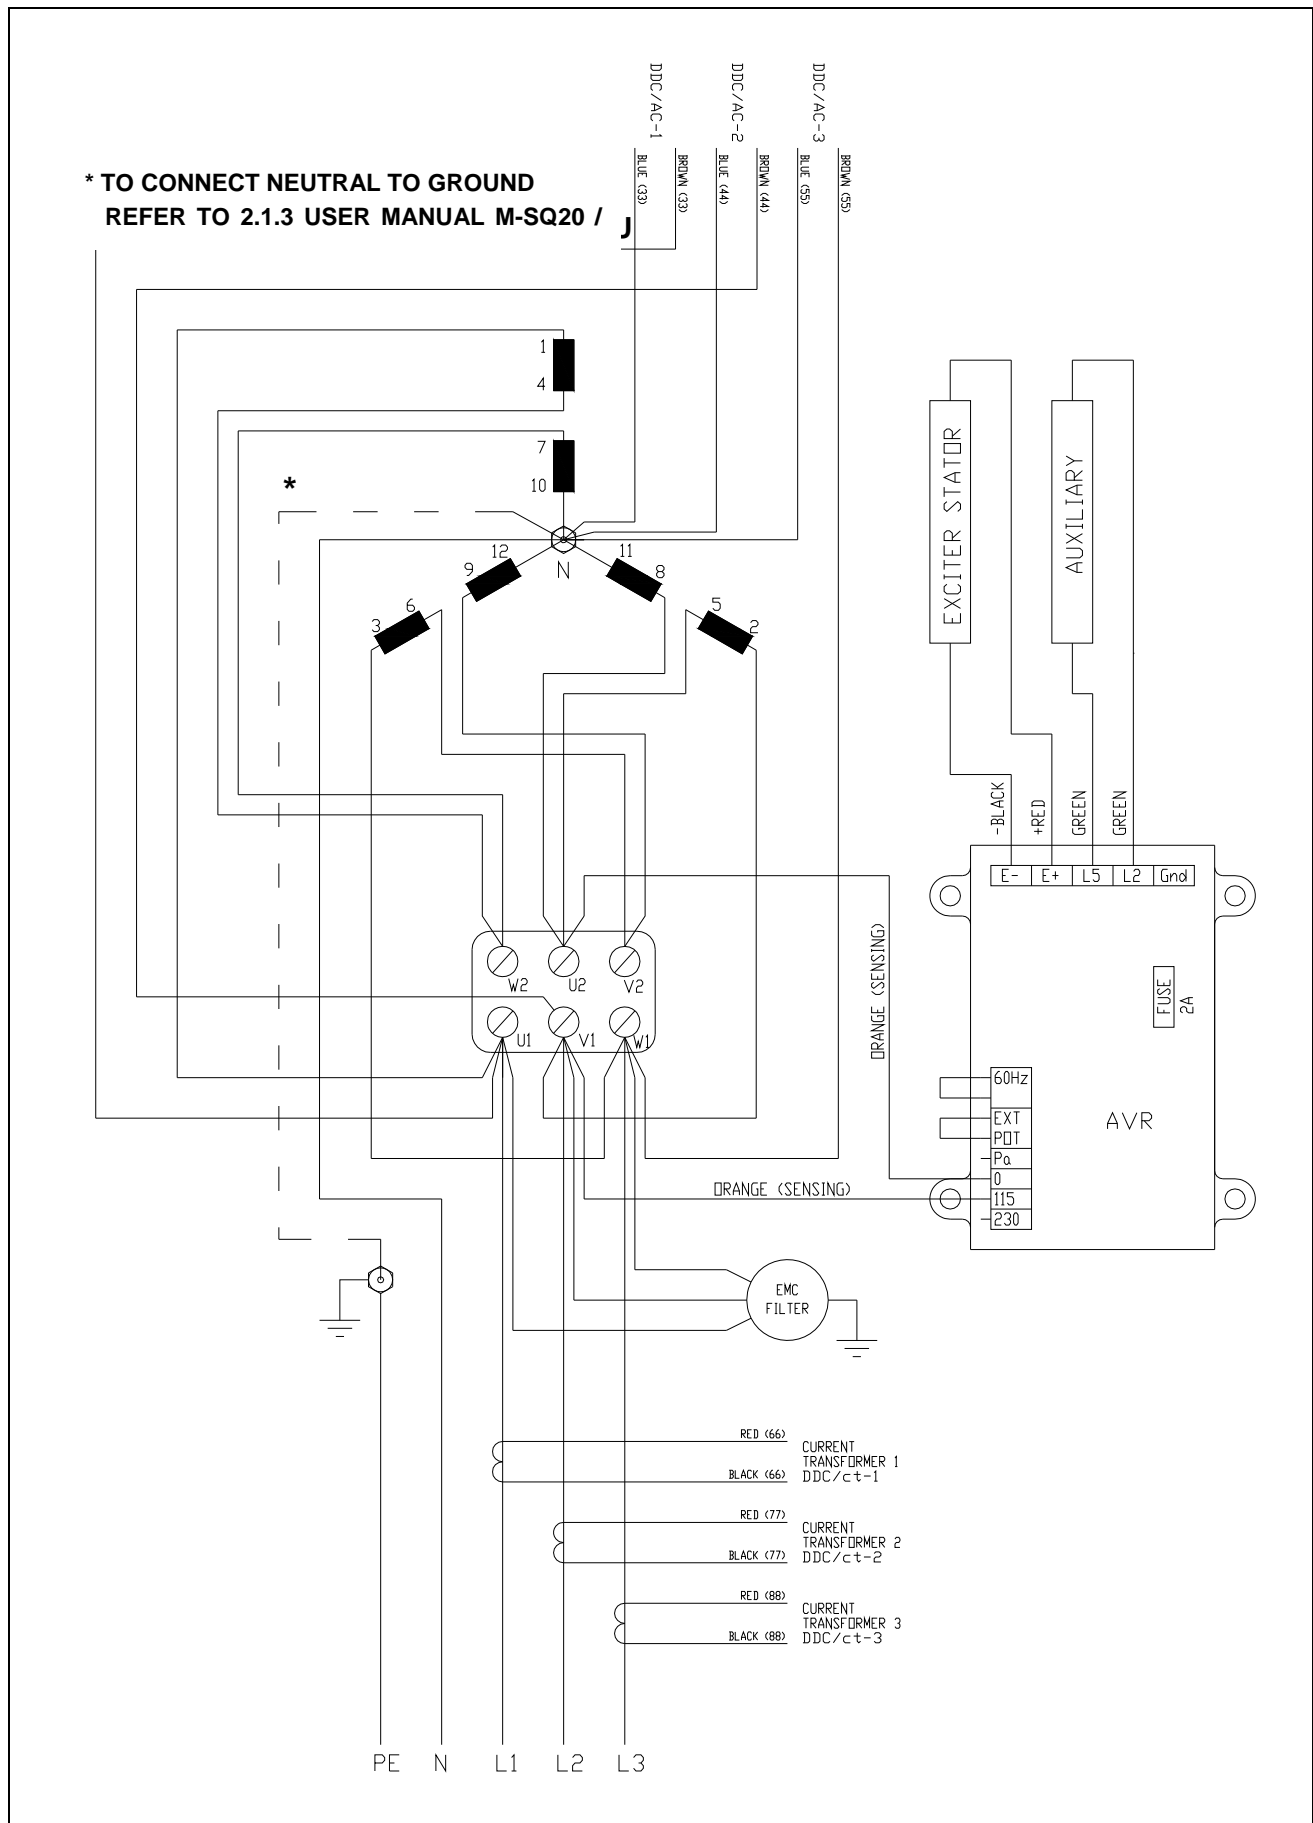 DDC/AC-1
DDC/AC-2
DDC/AC-3
BLUE (33)
BROWN (33)
BLUE (44)
BROWN (44)
BLUE (55)
BROWN (55)
* TO CONNECT NEUTRAL TO GROUND
REFER TO 2.1.3 USER MANUAL M-SQ20 / J
1
4
7
10
*
12
11
9
N
8
6
5
3
2
EXCITER STATOR
AUXILIARY
-BLACK
+RED
GREEN
GREEN
E-
E+
L5
L2
Gnd
ORANGE (SENSING)
W2
U2
V2
FUSE
2A
U1
V1
W1
60Hz
EXT
POT
Pa
0
115
230
AVR
ORANGE (SENSING)
EMC
FILTER
RED (66)
BLACK (66)
CURRENT
TRANSFORMER 1
DDC/ct-1
RED (77)
BLACK (77)
CURRENT
TRANSFORMER 2
DDC/ct-2
RED (88)
BLACK (88)
CURRENT
TRANSFORMER 3
DDC/ct-3
PE
N
L1
L2
L3